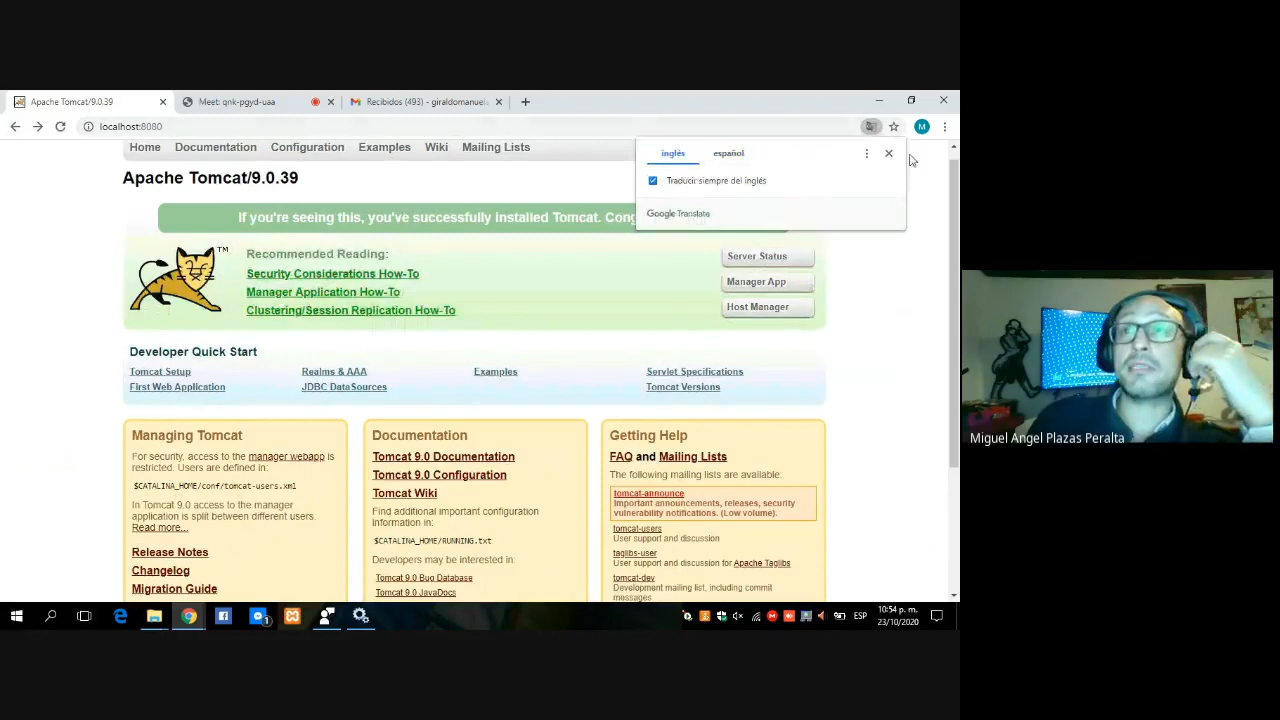 Apache Tomcat/9.0.39
Meet: qnk-pgyd-uaa
Recibidos (493) - giraldomanuela
localhost:8080
M
Home Documentation Configuration Examples Wiki Mailing Lists
inglés español
Traducir siempre del inglés
Google Translate
Apache Tomcat/9.0.39
If you're seeing this, you've successfully installed Tomcat. Cong
TM
Recommended Reading:
Security Considerations How-To
Manager Application How-To
Clustering/Session Replication How-To
Server Status
Manager App
Host Manager
Developer Quick Start
Tomcat Setup
First Web Application
Realms & AAA
JDBC DataSources
Examples
Servlet Specifications
Tomcat Versions
Managing Tomcat
For security, access to the manager webapp is
restricted. Users are defined in:
$CATALINA_HOME/conf/tomcat-users.xml
In Tomcat 9.0 access to the manager
application is split between different users.
Read more...
Release Notes
Changelog
Migration Guide
Documentation
Tomcat 9.0 Documentation
Tomcat 9.0 Configuration
Tomcat Wiki
Find additional important configuration
information in:
$CATALINA_HOME/RUNNING.txt
Developers may be interested in:
Tomcat 9.0 Bug Database
Tomcat 9.0 JavaDocs
Getting Help
FAQ and Mailing Lists
The following mailing lists are available:
tomcat-announce
Important announcements, releases, security
vulnerability notifications. (Low volume).
tomcat-users
User support and discussion
taglibs-user
User support and discussion for Apache Taglibs
tomcat-dev
Development mailing list, including commit
messages
Miguel Angel Plazas Peralta
1
ESP
10:54 p. m.
23/10/2020